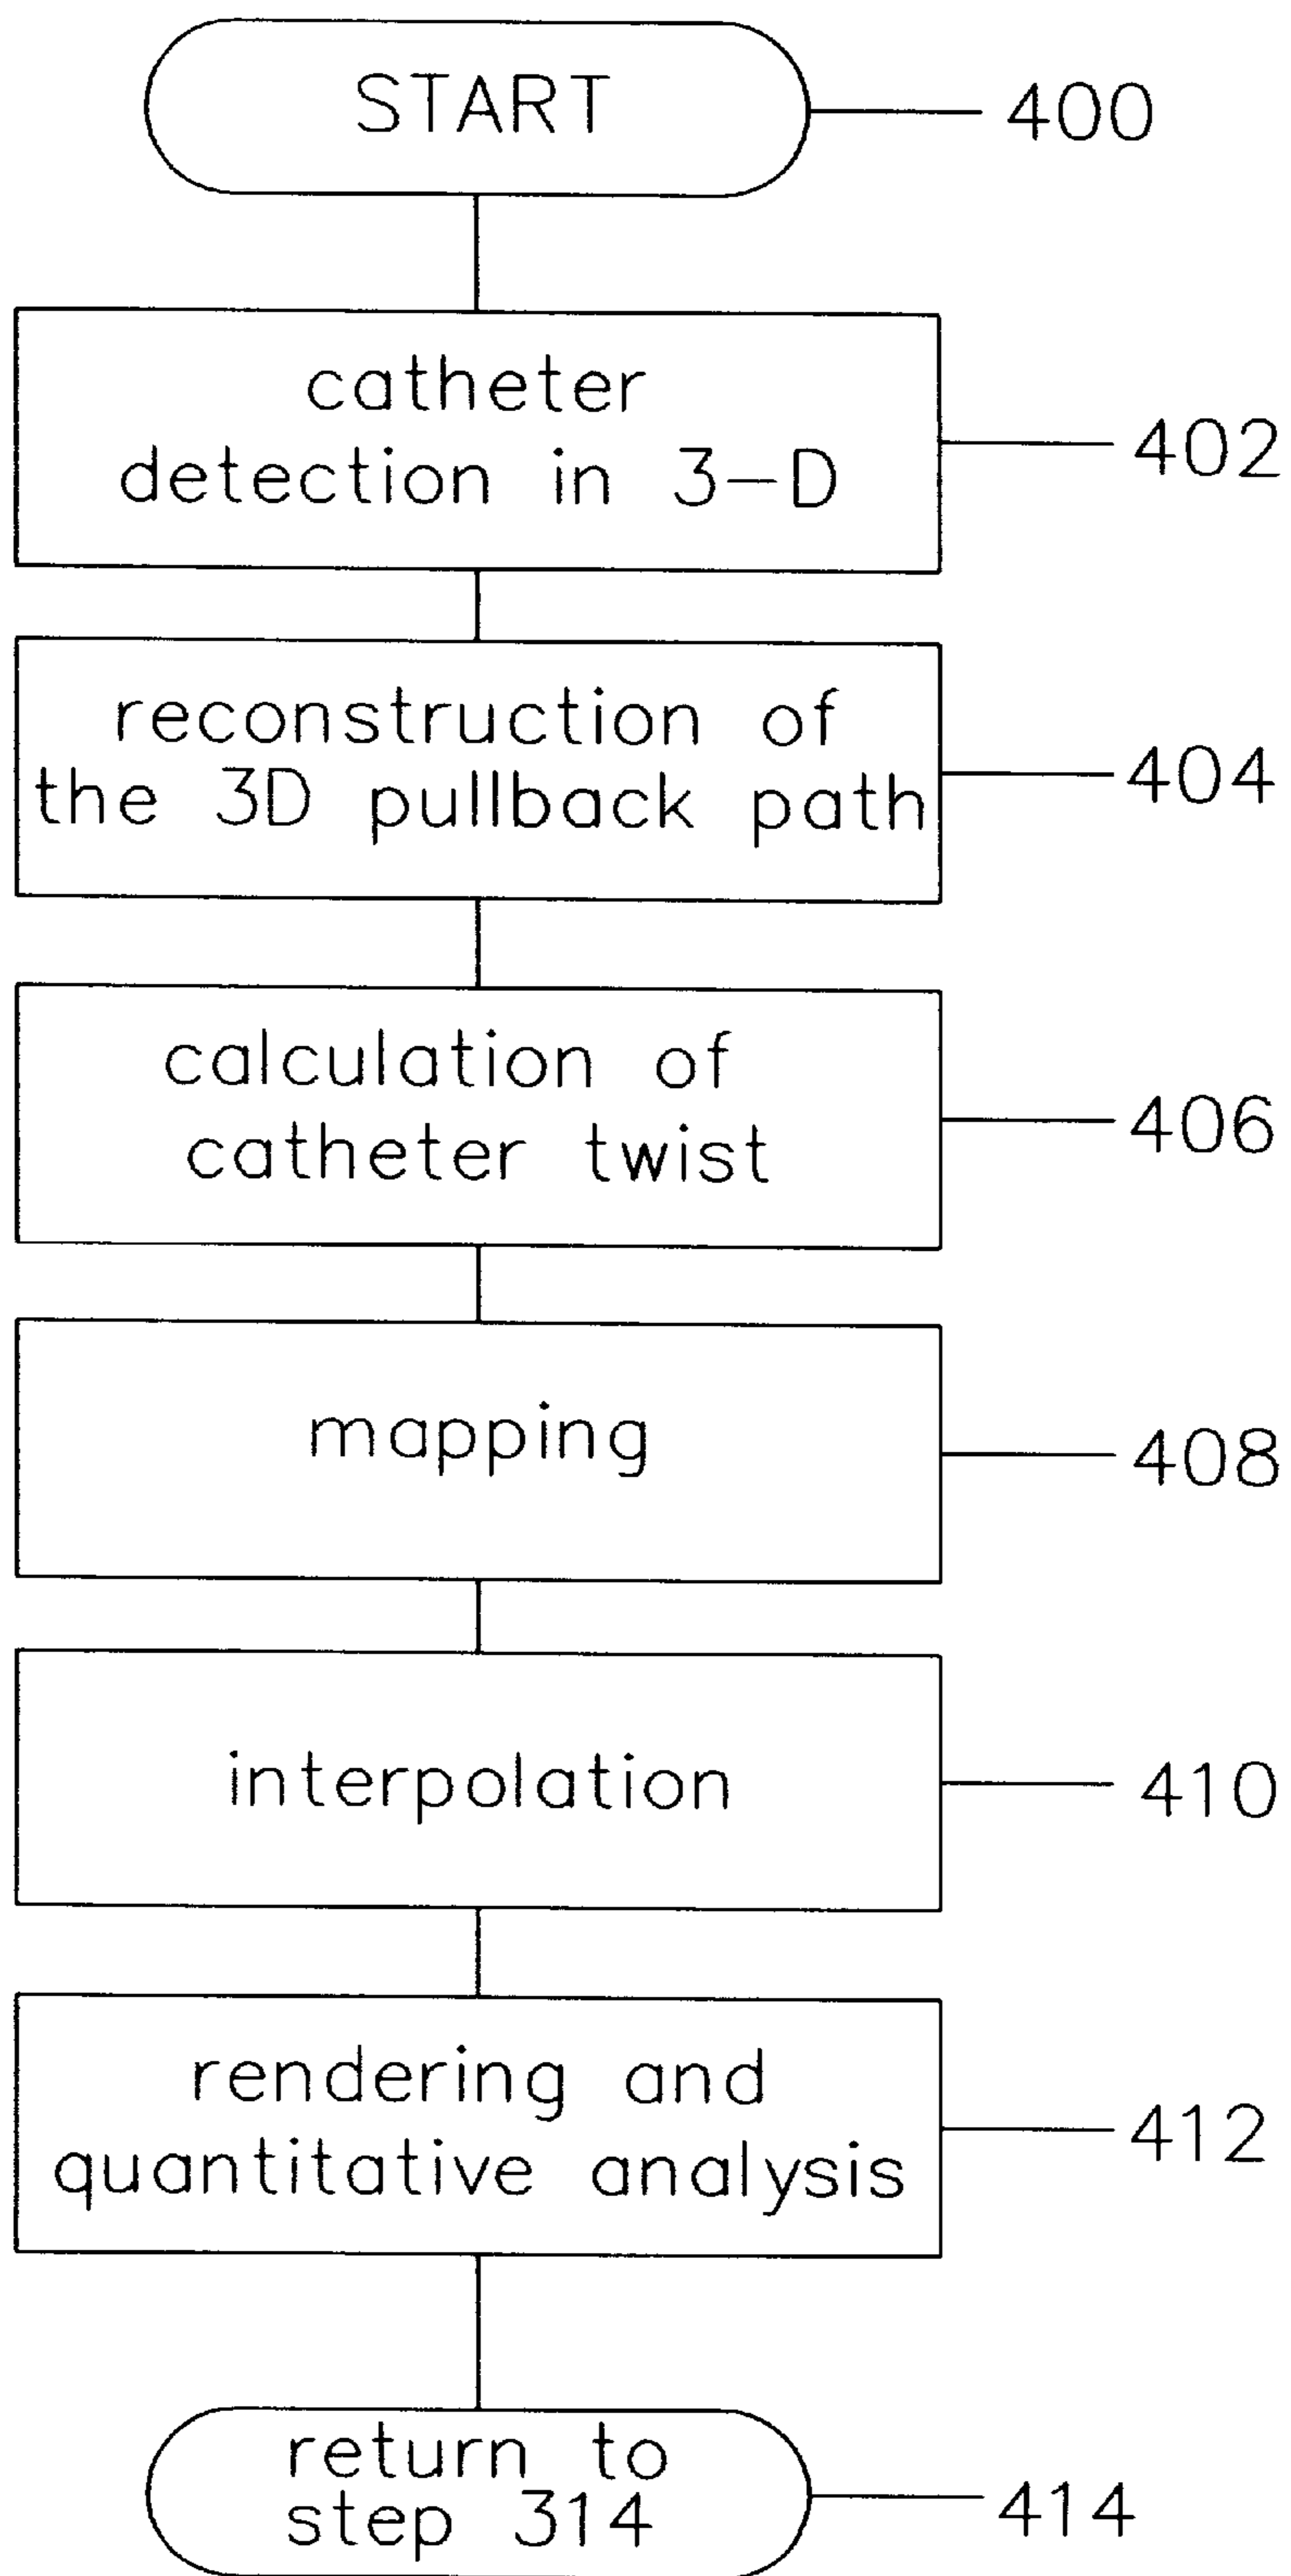 START
400
catheter
detection in 3-D
402
reconstruction of
the 3D pullback path
404
calculation of
catheter twist
406
mapping
408
interpolation
410
rendering and
quantitative analysis
412
return to
step 314
414